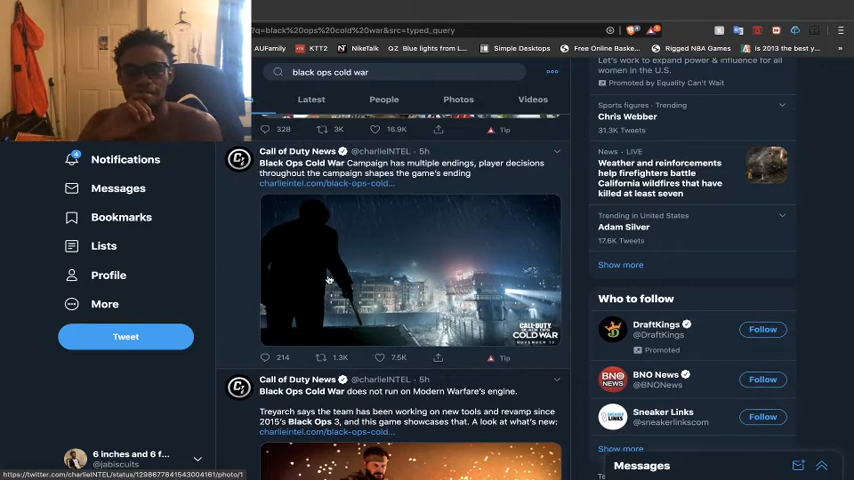 ?q=black%20ops%20cold%20war&src=typed_query
AUFamily
KTT2
NikeTalk
QZ Blue lights from L...
Simple Desktops
Free Online Baske...
Rigged NBA Games
is 2013 the best y...
»
black ops cold war
Latest
People
Photos
Videos
328
3K
16.9K
Tip
Call of Duty News @charlieINTEL · 5h
Black Ops Cold War Campaign has multiple endings, player decisions
throughout the campaign shapes the game's ending
charlieintel.com/black-ops-cold...
CALL OF DUTY
BLACK OPS
COLD WAR
NOVEMBER 13
214
1.3K
7.5K
Tip
Call of Duty News @charlieINTEL · 5h
Black Ops Cold War does not run on Modern Warfare's engine.
Treyarch says the team has been working on new tools and revamp since
2015's Black Ops 3, and this game showcases that. A look at what's new:
charlieintel.com/black-ops-cold...
4
Notifications
Messages
Bookmarks
Lists
Profile
More
Tweet
6 inches and 6 f...
@jabiscuits
https://twitter.com/charlieINTEL/status/1298677841543004161/photo/1
Let's work to expand power & influence for all
women in the U.S.
Promoted by Equality Can't Wait
Sports figures · Trending
Chris Webber
31.3K Tweets
News · LIVE
Weather and reinforcements
help firefighters battle
California wildfires that have
killed at least seven
Trending in United States
Adam Silver
17.6K Tweets
Show more
Who to follow
DraftKings
@DraftKings
Promoted
Follow
BNO News
@BNONews
Follow
Sneaker Links
@sneakerlinkscom
Follow
Show more
Messages